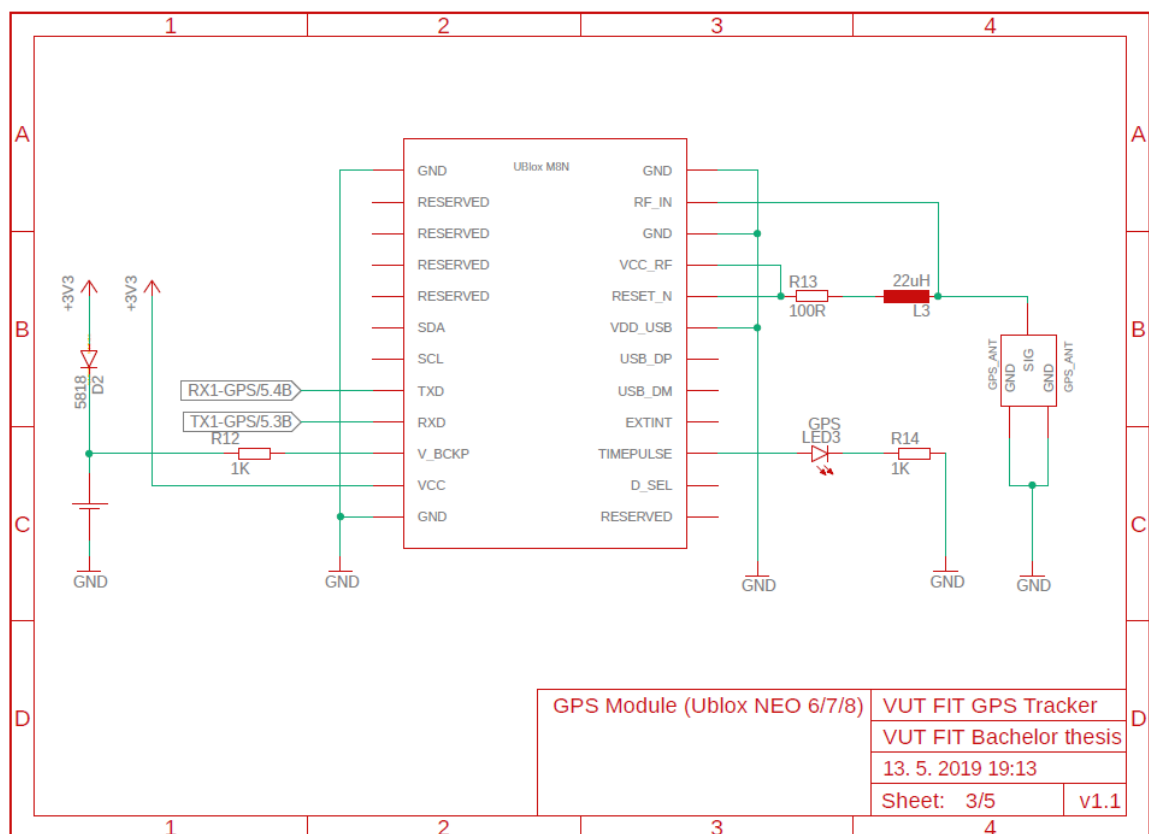 1 2 3 4
A A
UBlox M8N
GND GND
RESERVED RF_IN
RESERVED GND
RESERVED VCC_RF
RESERVED RESET_N
SDA VDD_USB
SCL USB_DP
TXD USB_DM
RXD EXTINT
V_BCKP TIMEPULSE
VCC D_SEL
GND RESERVED
B B
+3V3 +3V3
5818
D2
RX1-GPS/5.4B
TX1-GPS/5.3B
R12
1K
R13
100R
22uH
L3
GPS_ANT
GND
SIG
GND
GPS_ANT
GPS
LED3
R14
1K
C C
GND GND GND GND GND
D D
GPS Module (Ublox NEO 6/7/8)
VUT FIT GPS Tracker
VUT FIT Bachelor thesis
13. 5. 2019 19:13
Sheet: 3/5 v1.1
1 2 3 4